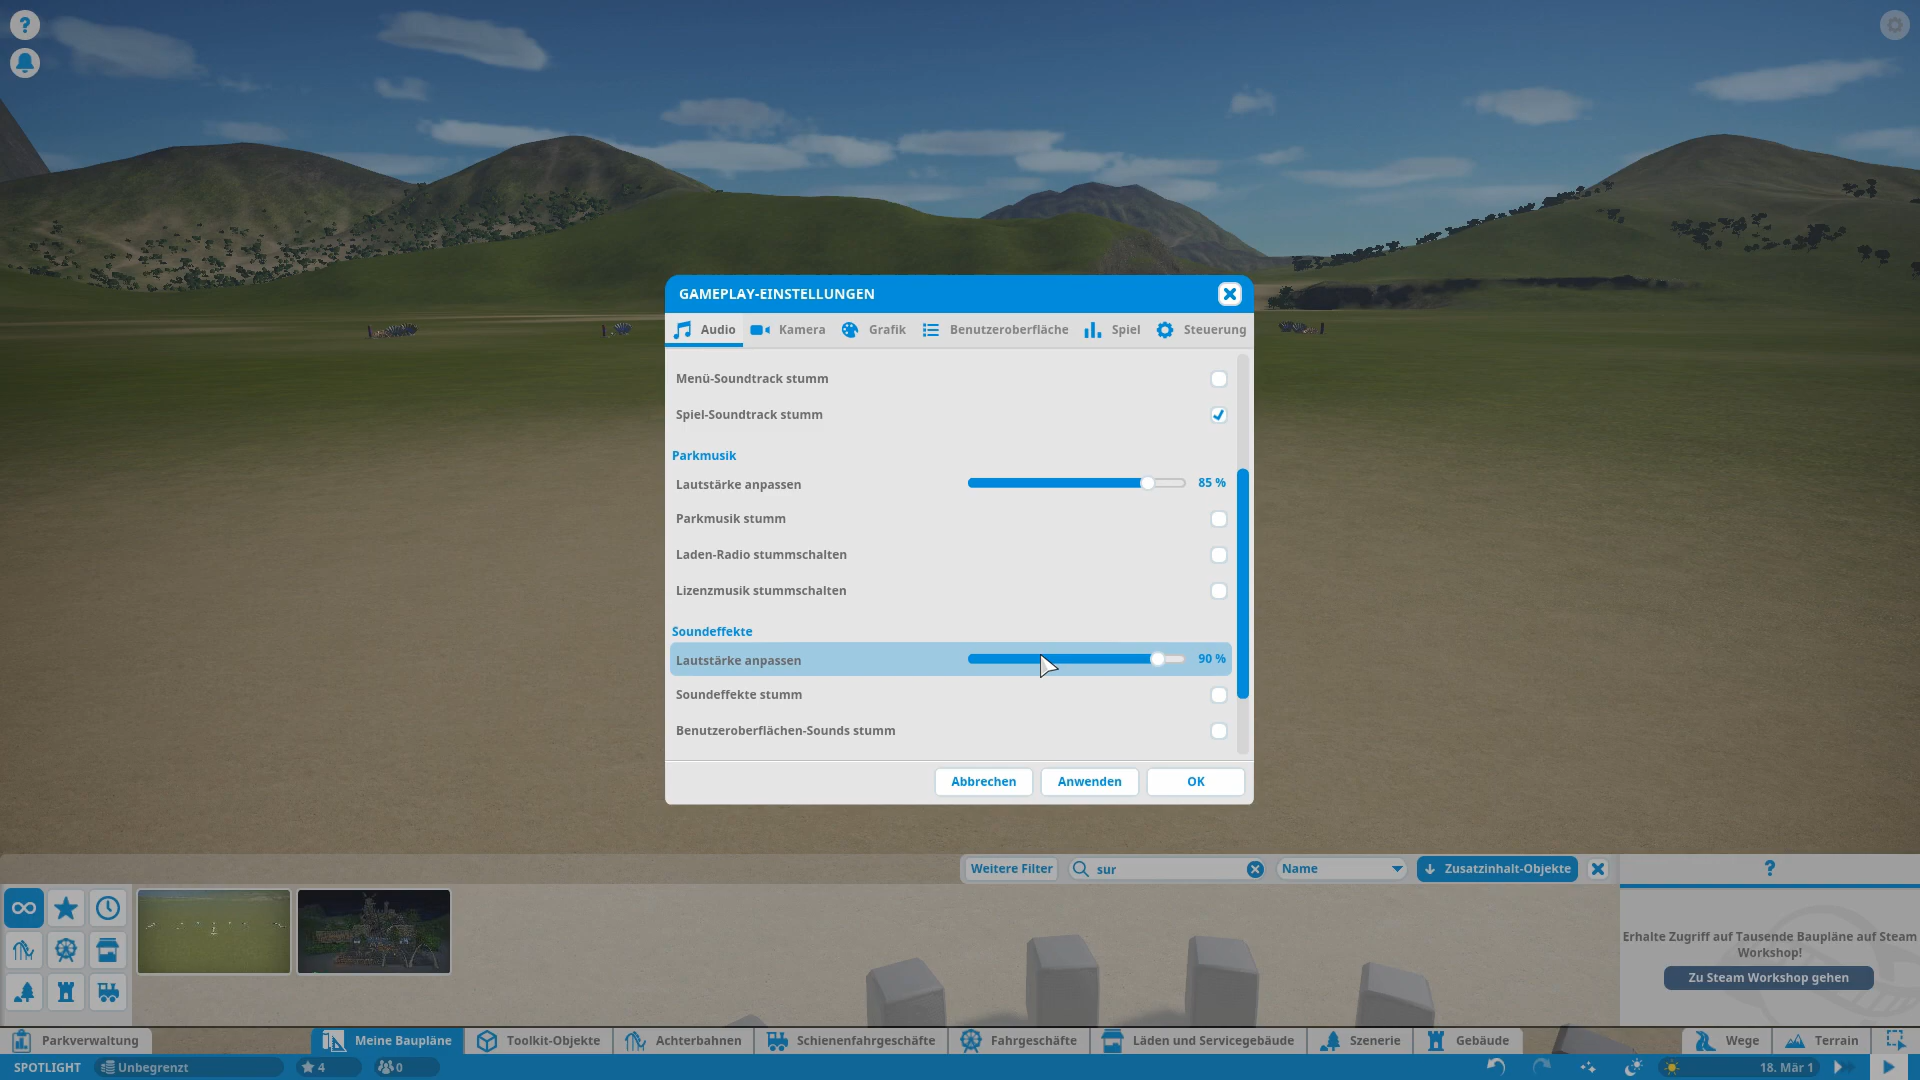 ?
GAMEPLAY-EINSTELLUNGEN
Audio Kamera Grafik Benutzeroberfläche Spiel Steuerung
Menü-Soundtrack stumm
Spiel-Soundtrack stumm
Parkmusik
Lautstärke anpassen 85 %
Parkmusik stumm
Laden-Radio stummschalten
Lizenzmusik stummschalten
Soundeffekte
Lautstärke anpassen 90 %
Soundeffekte stumm
Benutzeroberflächen-Sounds stumm
Abbrechen Anwenden OK
Weitere Filter sur Name Zusatzinhalt-Objekte ?
Erhalte Zugriff auf Tausende Baupläne auf Steam
Workshop!
Zu Steam Workshop gehen
Parkverwaltung Meine Baupläne Toolkit-Objekte Achterbahnen Schienenfahrgeschäfte Fahrgeschäfte Läden und Servicegebäude Szenerie Gebäude Wege Terrain
SPOTLIGHT Unbegrenzt 4 0 18. Mär 1